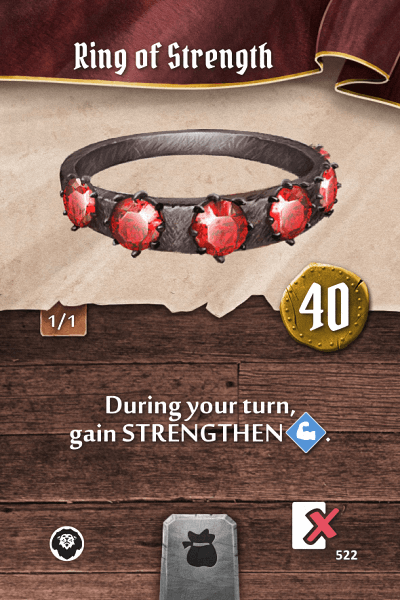 Ring of Strength
40
1/1
During your turn,
gain STRENGTHEN.
522